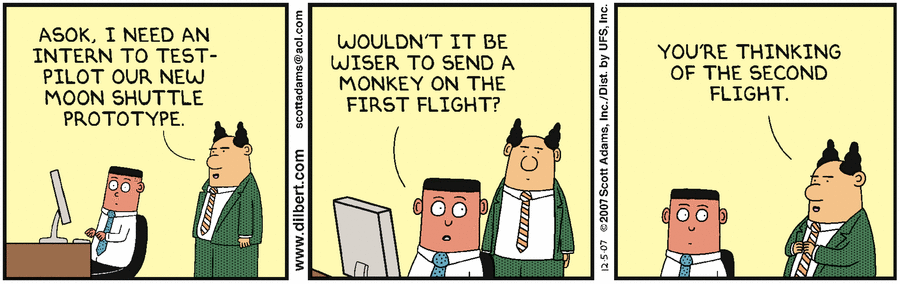 ASOK, I NEED AN
INTERN TO TEST-
PILOT OUR NEW
MOON SHUTTLE
PROTOTYPE.
www.dilbert.com
scottadams@aol.com
WOULDN'T IT BE
WISER TO SEND A
MONKEY ON THE
FIRST FLIGHT?
12-5-07 ©2007 Scott Adams, Inc./Dist. by UFS, Inc.
YOU'RE THINKING
OF THE SECOND
FLIGHT.